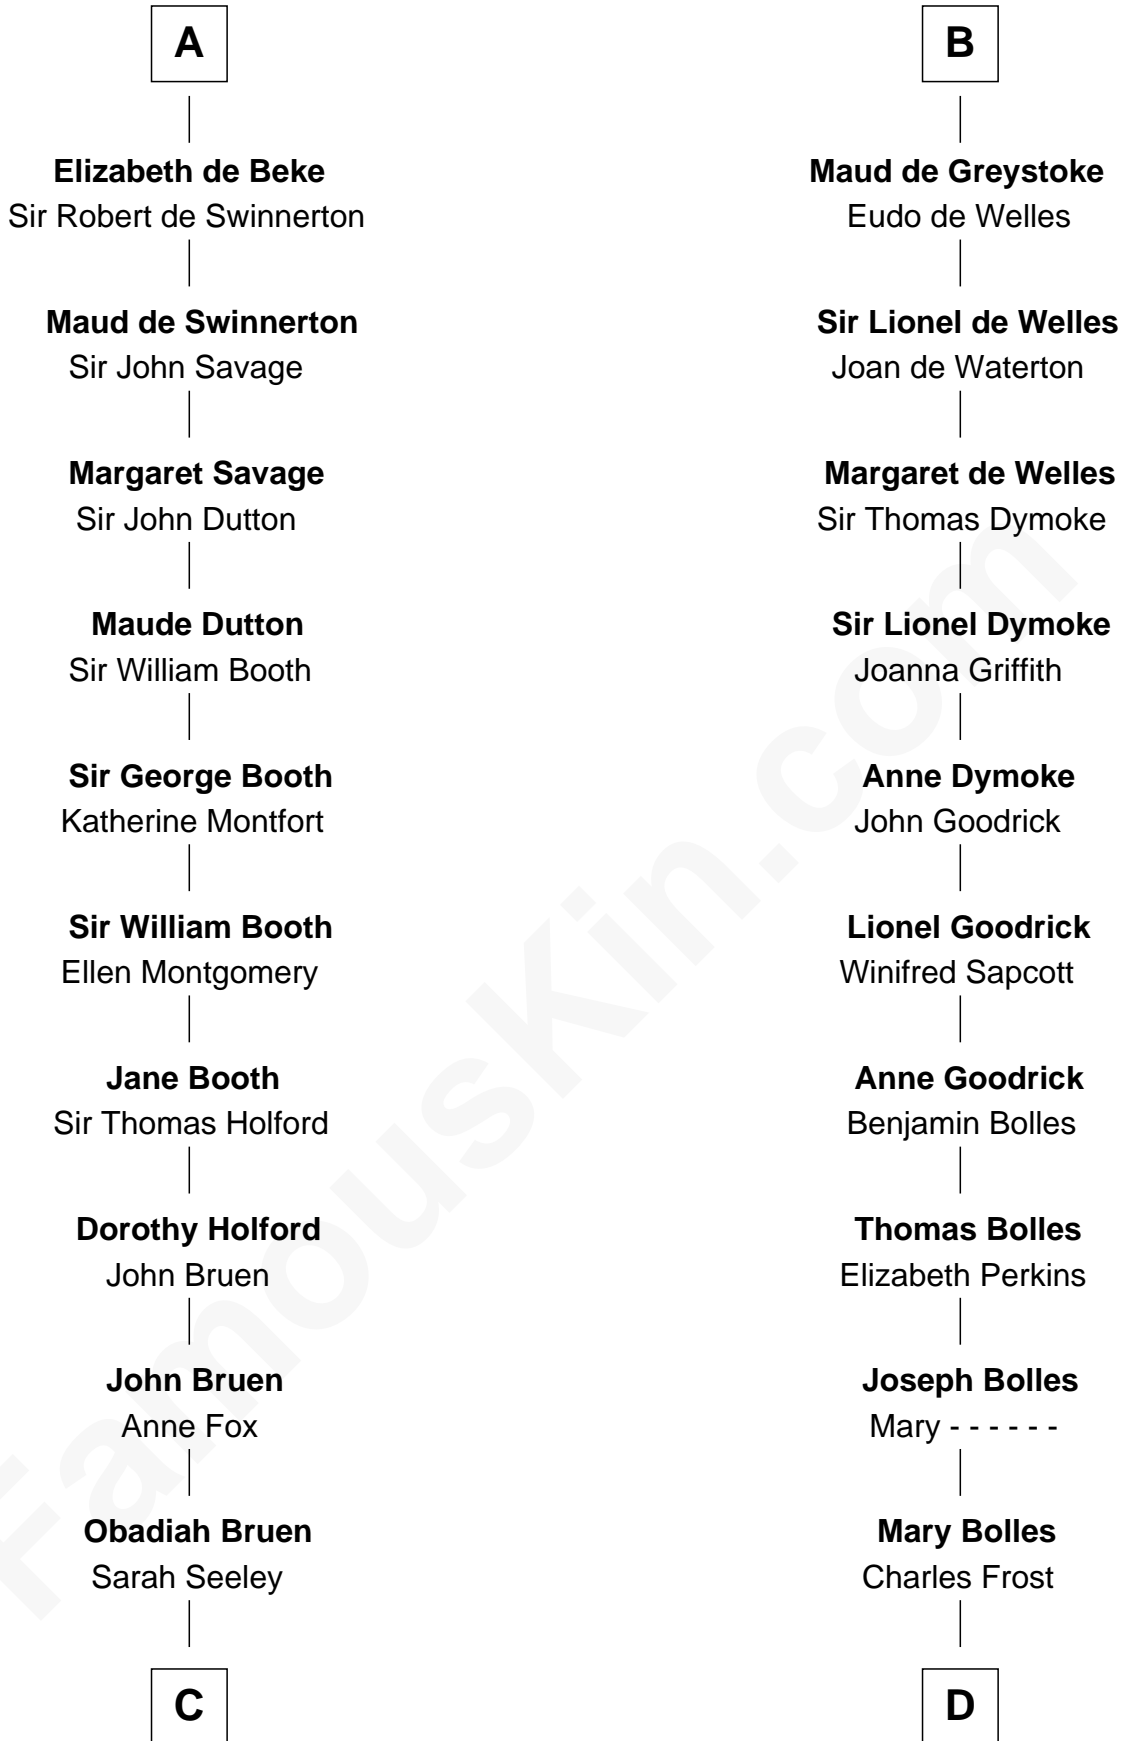 A
Elizabeth de Beke
Sir Robert de Swinnerton
Maud de Swinnerton
Sir John Savage
Margaret Savage
Sir John Dutton
Maude Dutton
Sir William Booth
Sir George Booth
Katherine Montfort
Sir William Booth
Ellen Montgomery
Jane Booth
Sir Thomas Holford
Dorothy Holford
John Bruen
John Bruen
Anne Fox
Obadiah Bruen
Sarah Seeley
C
B
Maud de Greystoke
Eudo de Welles
Sir Lionel de Welles
Joan de Waterton
Margaret de Welles
Sir Thomas Dymoke
Sir Lionel Dymoke
Joanna Griffith
Anne Dymoke
John Goodrick
Lionel Goodrick
Winifred Sapcott
Anne Goodrick
Benjamin Bolles
Thomas Bolles
Elizabeth Perkins
Joseph Bolles
Mary - - - - - -
Mary Bolles
Charles Frost
D
FamousKin.com